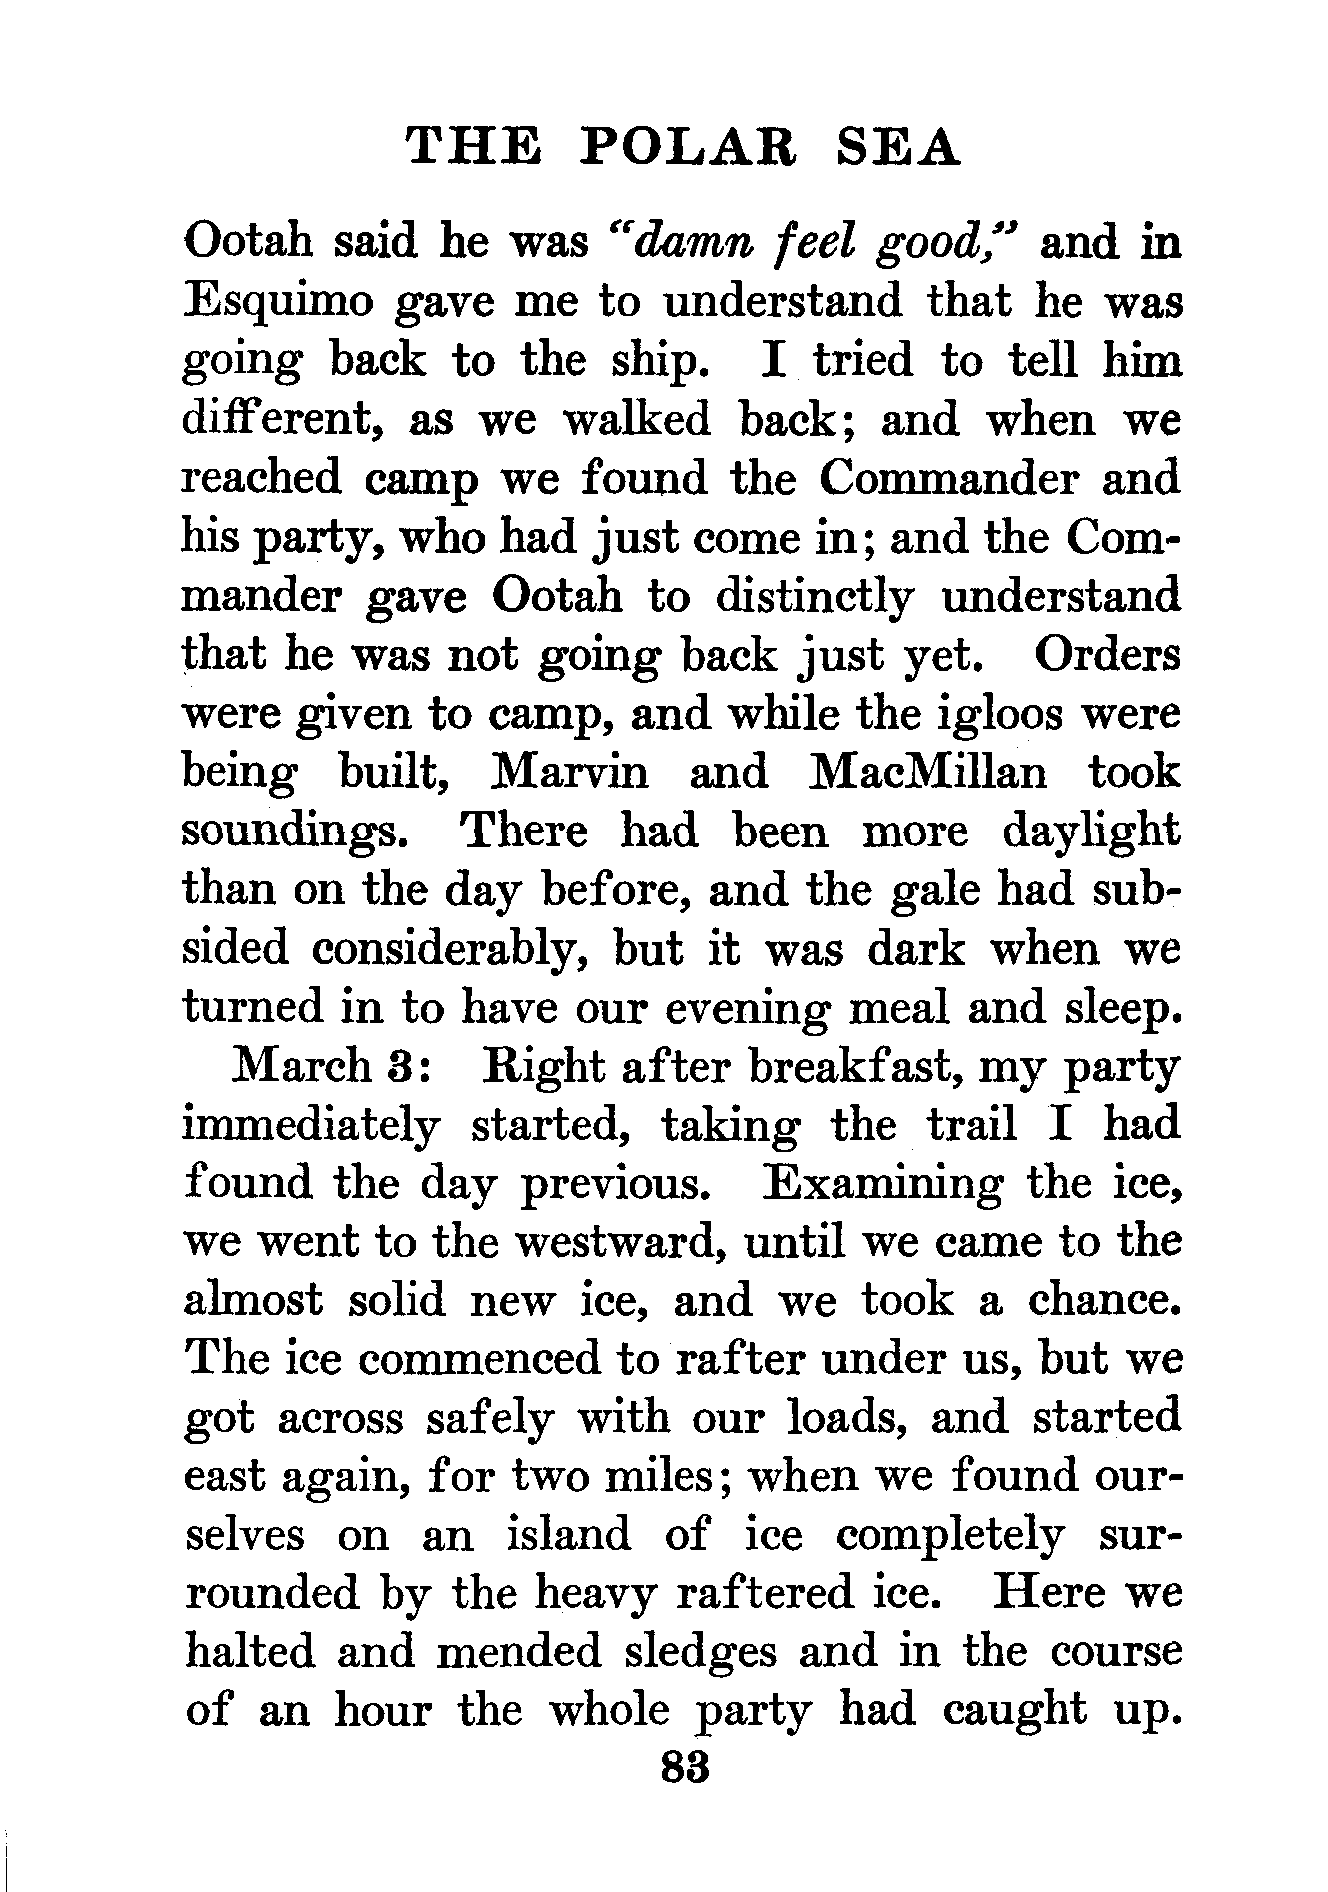 THE POLAR SEA
Ootah said he was "damn feel good," and in
Esquimo gave me to understand that he was
going back to the ship. I tried to tell him
different, as we walked back; and when we
reached camp we found the Commander and
his party, who had just come in; and the Com-
mander gave Ootah to distinctly understand
that he was not going back just yet. Orders
were given to camp, and while the igloos were
being built, Marvin and MacMillan took
soundings. There had been more daylight
than on the day before, and the gale had sub-
sided considerably, but it was dark when we
turned in to have our evening meal and sleep.
March 3: Right after breakfast, my party
immediately started, taking the trail I had
found the day previous. Examining the ice,
we went to the westward, until we came to the
almost solid new ice, and we took a chance.
The ice commenced to rafter under us, but we
got across safely with our loads, and started
east again, for two miles; when we found our-
selves on an island of ice completely sur-
rounded by the heavy raftered ice. Here we
halted and mended sledges and in the course
of an hour the whole party had caught up.
83